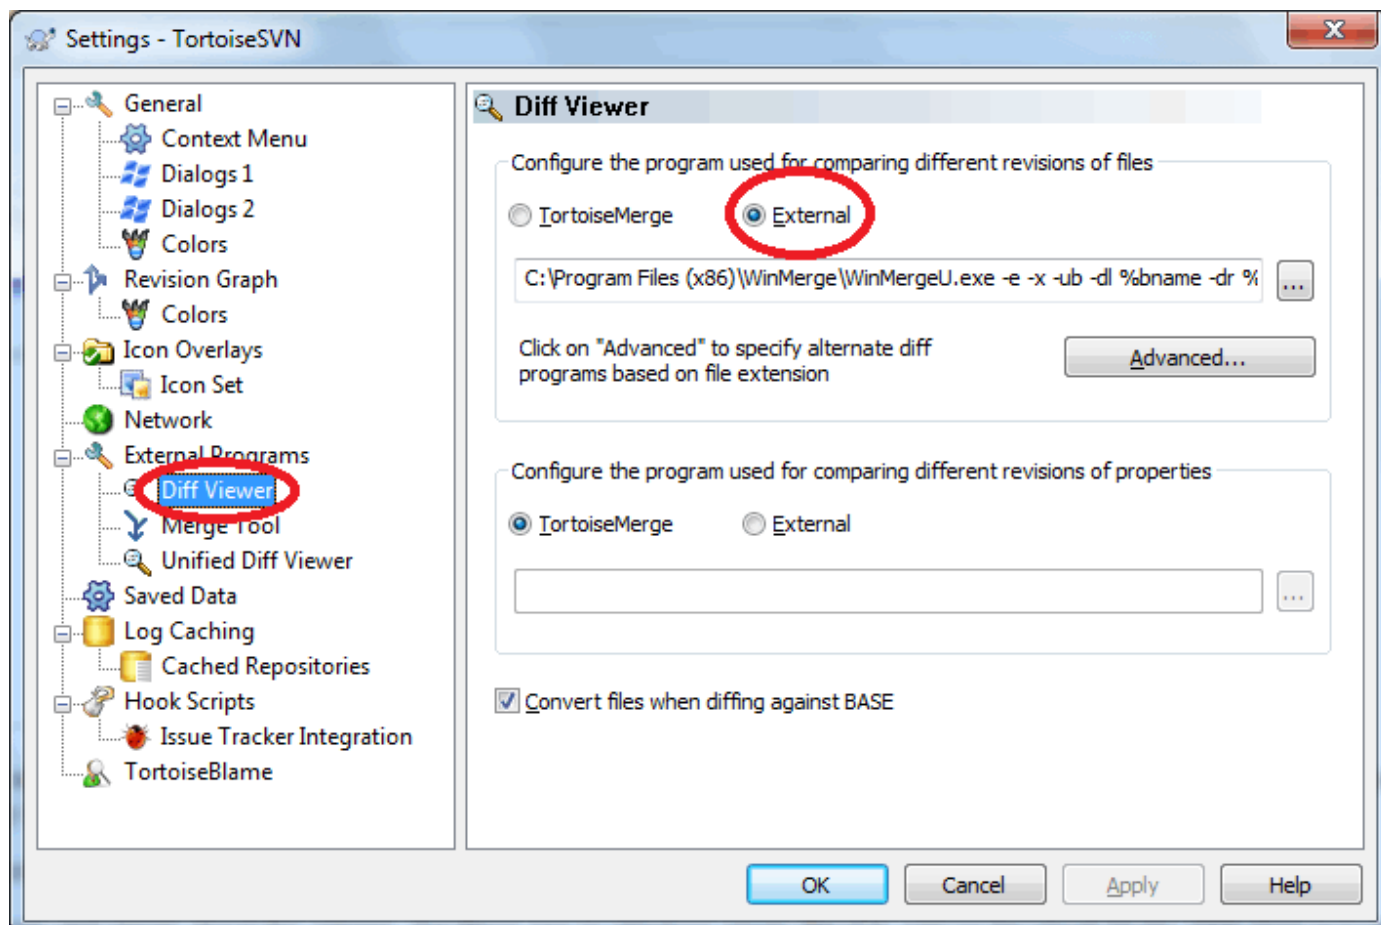 Settings - TortoiseSVN
General
Context Menu
Dialogs 1
Dialogs 2
Colors
Revision Graph
Colors
Icon Overlays
Icon Set
Network
External Programs
Diff Viewer
Merge Tool
Unified Diff Viewer
Saved Data
Log Caching
Cached Repositories
Hook Scripts
Issue Tracker Integration
TortoiseBlame
Diff Viewer
Configure the program used for comparing different revisions of files
TortoiseMerge External
C:\Program Files (x86)\WinMerge\WinMergeU.exe -e -x -ub -dl %bname -dr % ...
Click on "Advanced" to specify alternate diff
programs based on file extension
Advanced...
Configure the program used for comparing different revisions of properties
TortoiseMerge External
...
Convert files when diffing against BASE
OK Cancel Apply Help